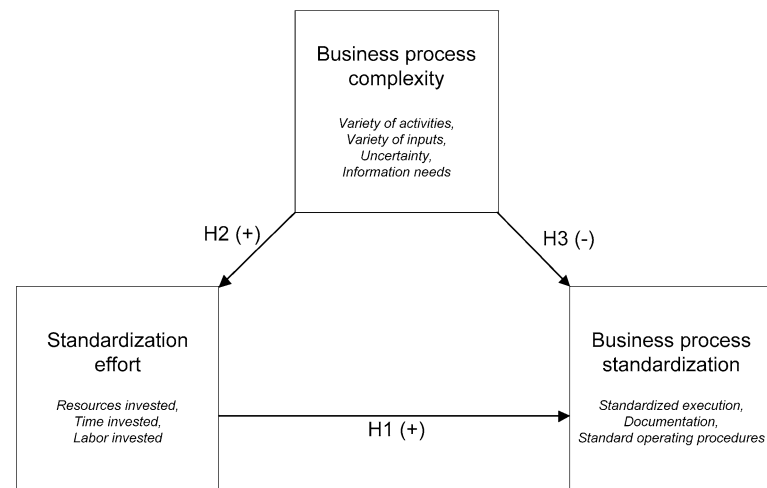 Business process
complexity
Variety of activities,
Variety of inputs,
Uncertainty,
Information needs
H2 (+)
H3 (-)
Standardization
effort
Resources invested,
Time invested,
Labor invested
H1 (+)
Business process
standardization
Standardized execution,
Documentation,
Standard operating procedures